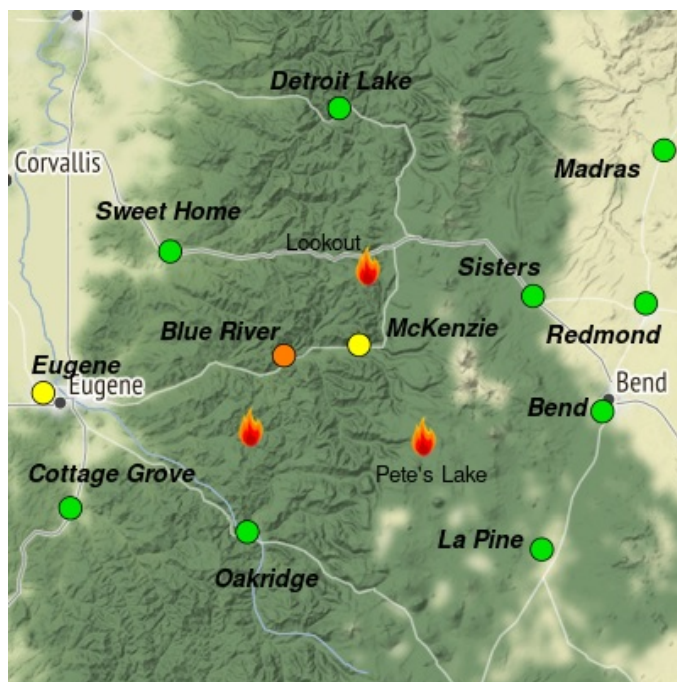 Detroit Lake
Corvallis
Madras
Sweet Home
Lookout
Sisters
Blue River
McKenzie
Redmond
Eugene
Eugene
Bend
Bend
Cottage Grove
Pete's Lake
La Pine
Oakridge